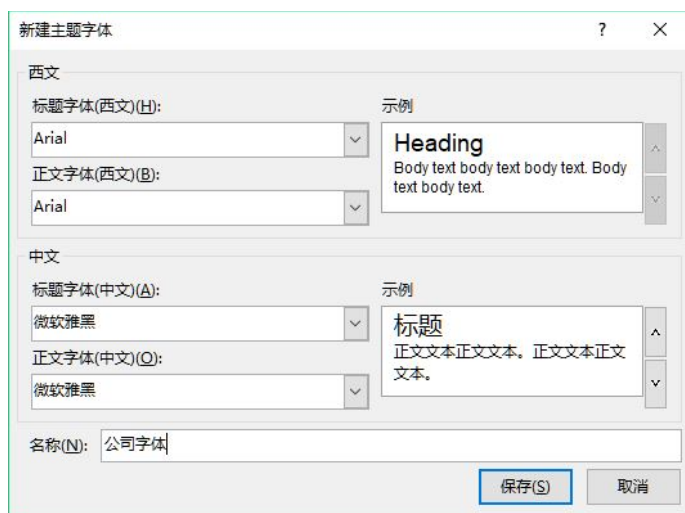 新建主题字体
?
西文
标题字体(西文)(H):
示例
Arial
Heading
Body text body text body text. Body
text body text.
正文字体(西文)(B):
Arial
中文
标题字体(中文)(A):
示例
微软雅黑
标题
正文文本正文文本。正文文本正文
文本。
正文字体(中文)(O):
微软雅黑
名称(N): 公司字体
保存(S) 取消